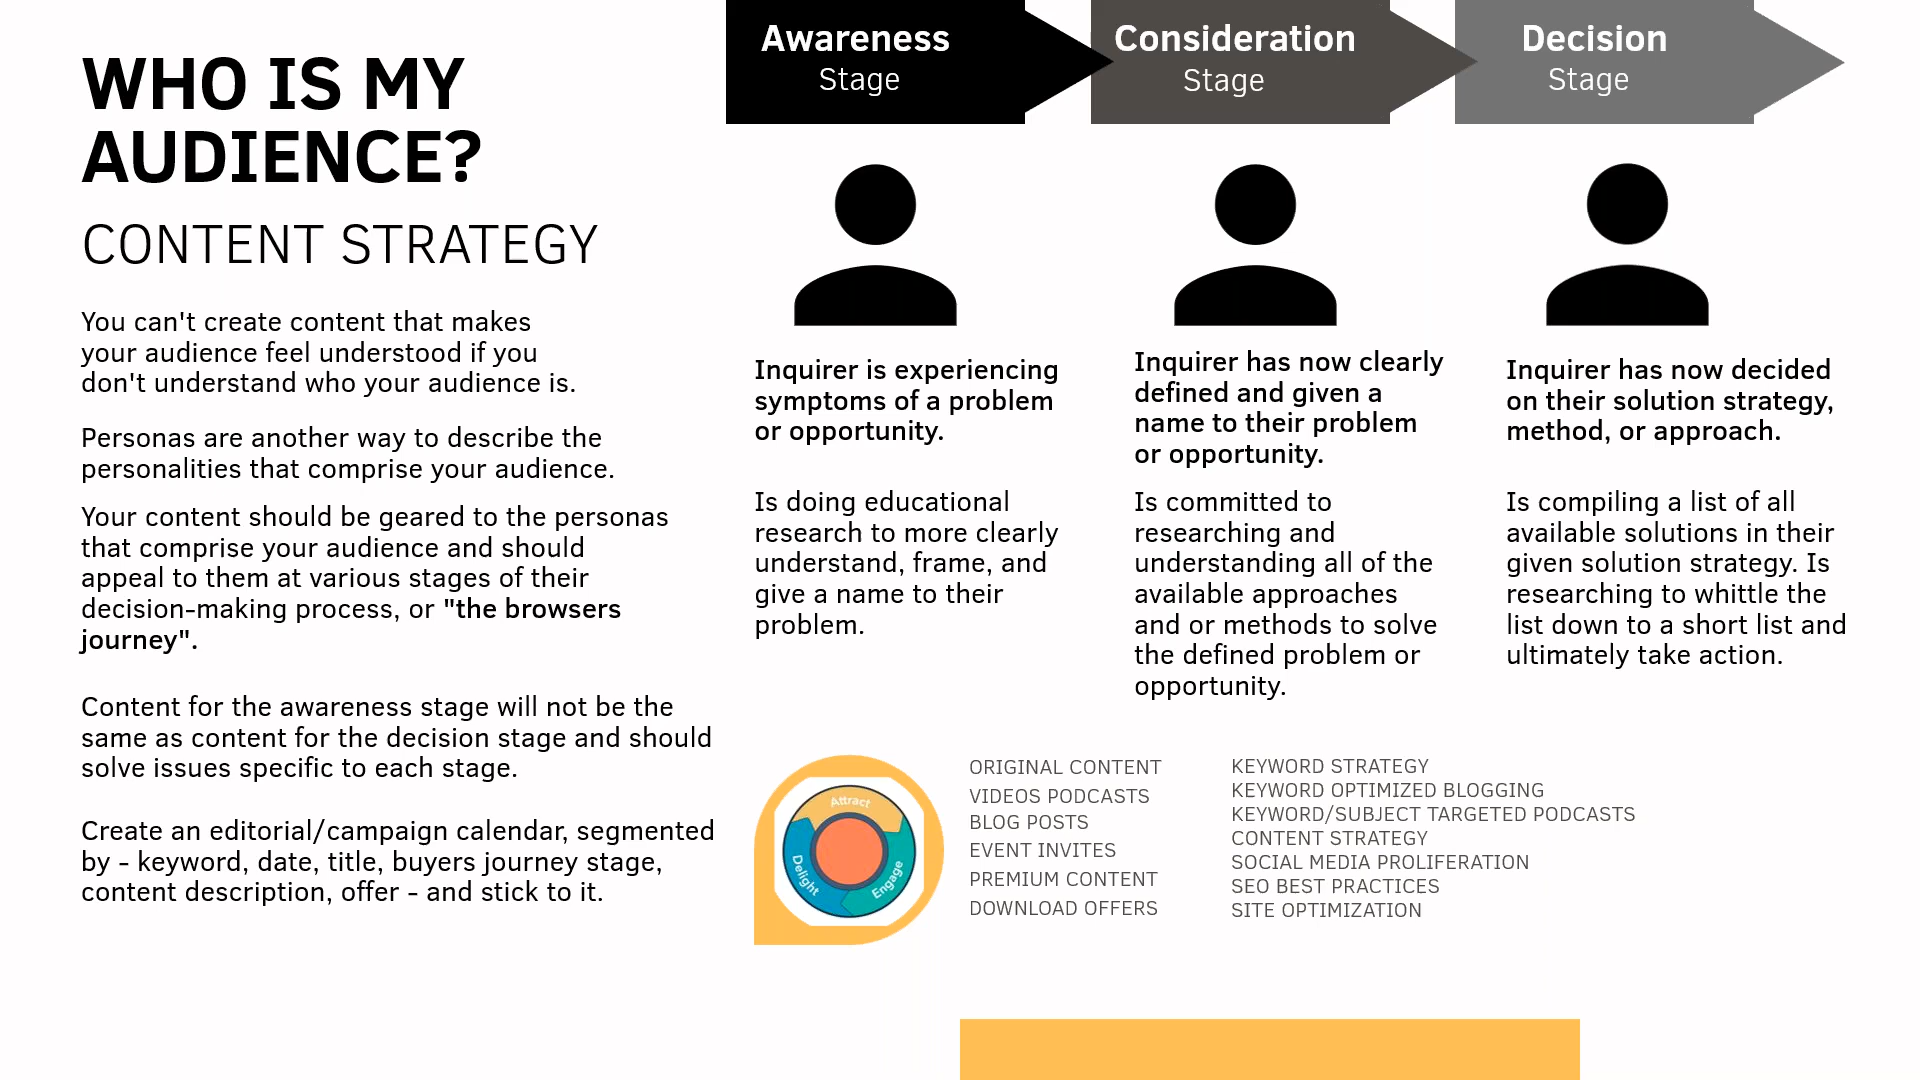 WHO IS MY
AUDIENCE?
CONTENT STRATEGY
You can't create content that makes
your audience feel understood if you
don't understand who your audience is.
Personas are another way to describe the
personalities that comprise your audience.
Your content should be geared to the personas
that comprise your audience and should
appeal to them at various stages of their
decision-making process, or "the browsers
journey".
Content for the awareness stage will not be the
same as content for the decision stage and should
solve issues specific to each stage.
Create an editorial/campaign calendar, segmented
by - keyword, date, title, buyers journey stage,
content description, offer - and stick to it.
Awareness
Stage
Inquirer is experiencing
symptoms of a problem
or opportunity.
Is doing educational
research to more clearly
understand, frame, and
give a name to their
problem.
Consideration
Stage
Inquirer has now clearly
defined and given a
name to their problem
or opportunity.
Is committed to
researching and
understanding all of the
available approaches
and or methods to solve
the defined problem or
opportunity.
Decision
Stage
Inquirer has now decided
on their solution strategy,
method, or approach.
Is compiling a list of all
available solutions in their
given solution strategy. Is
researching to whittle the
list down to a short list and
ultimately take action.
Attract
Engage
Delight
ORIGINAL CONTENT
VIDEOS PODCASTS
BLOG POSTS
EVENT INVITES
PREMIUM CONTENT
DOWNLOAD OFFERS
KEYWORD STRATEGY
KEYWORD OPTIMIZED BLOGGING
KEYWORD/SUBJECT TARGETED PODCASTS
CONTENT STRATEGY
SOCIAL MEDIA PROLIFERATION
SEO BEST PRACTICES
SITE OPTIMIZATION